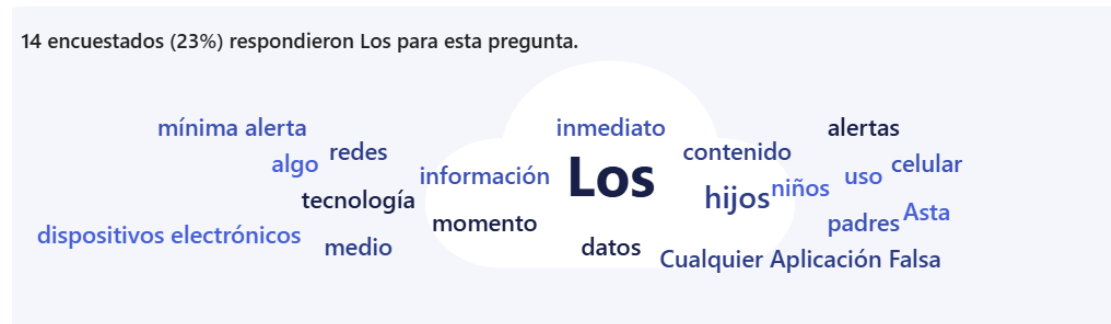 14 encuestados (23%) respondieron Los para esta pregunta.
mínima alerta
inmediato
alertas
algo
redes
contenido
celular
información
Los
hijos
niños
uso
tecnología
momento
padres
Asta
dispositivos electrónicos
medio
datos
Cualquier Aplicación Falsa